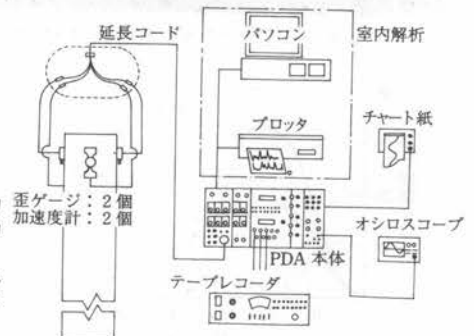 延長コード
パソコン
室内解析
プロッタ
チャート紙
歪ゲージ：2個
加速度計：2個
オシロスコープ
PDA 本体
テープレコーダ